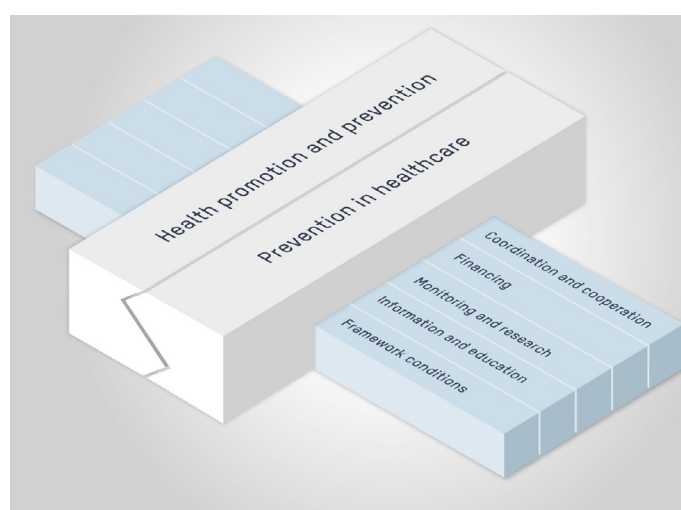 Health promotion and prevention
Prevention in healthcare
Coordination and cooperation
Financing
Monitoring and research
Information and education
Framework conditions